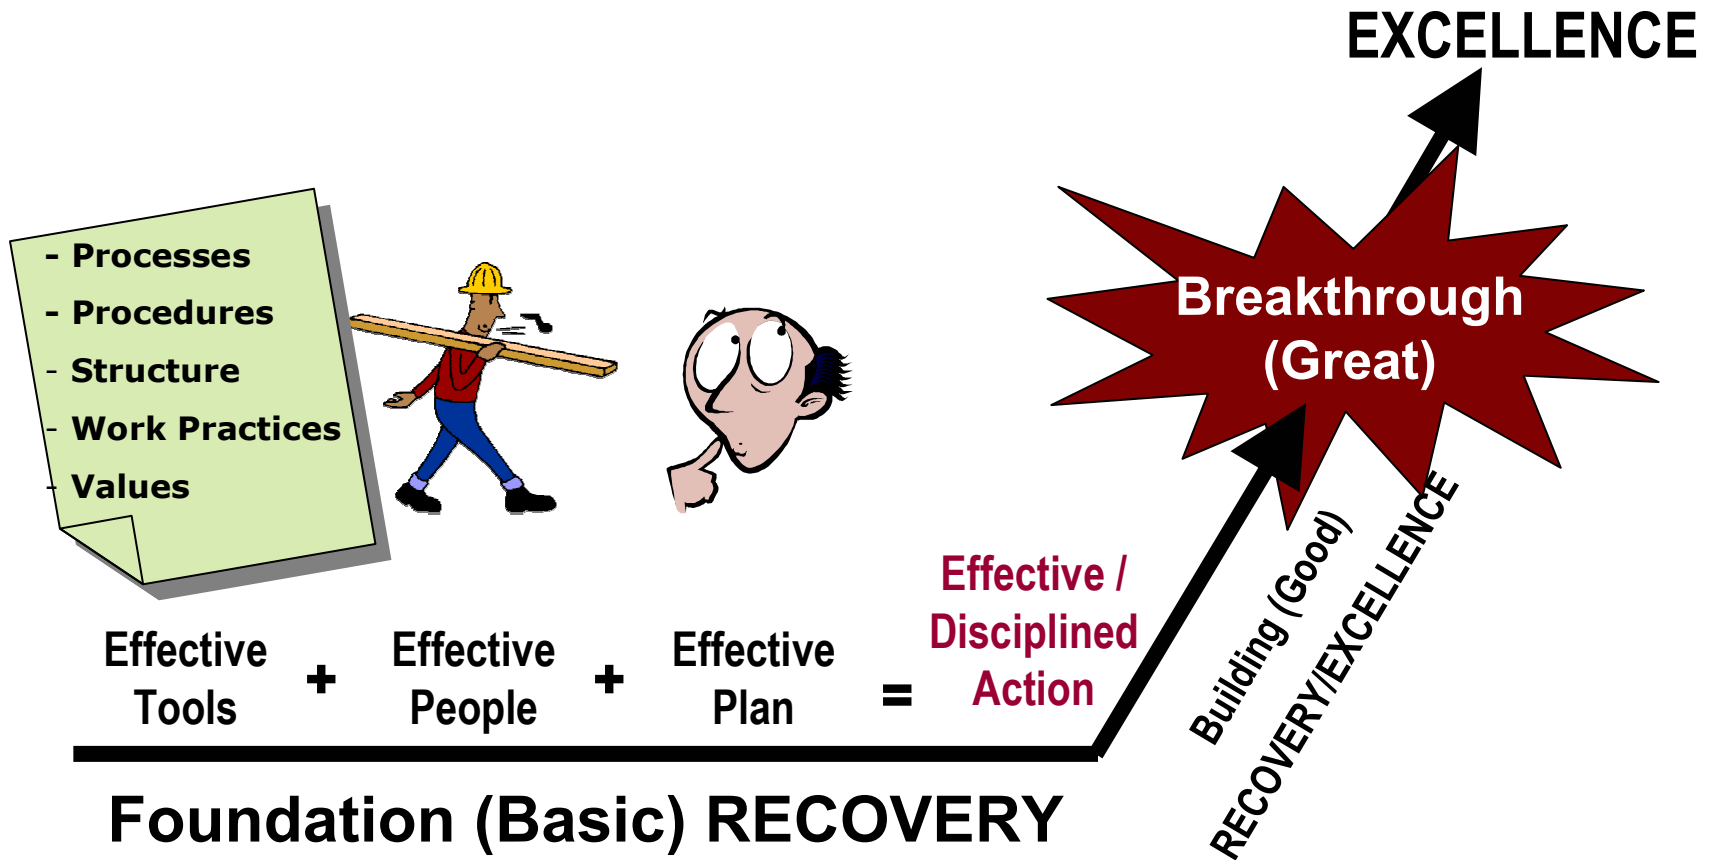 EXCELLENCE
- Processes
- Procedures
- Structure
- Work Practices
- Values
Breakthrough
(Great)
Effective
Tools
+
Effective
People
+
Effective
Plan
=
Effective /
Disciplined
Action
Building (Good)
RECOVERY/EXCELLENCE
Foundation (Basic) RECOVERY